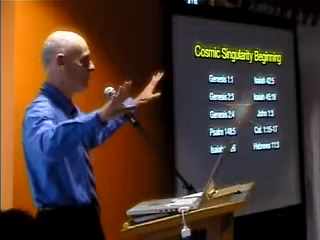 Cosmic Singularity Beginning
Genesis 1:1 Isaiah 42:5
Genesis 2:3 Isaiah 45:18
Genesis 2:4 John 1:3
Psalm 148:5 Col. 1:15-17
Isaiah Hebrews 11:3